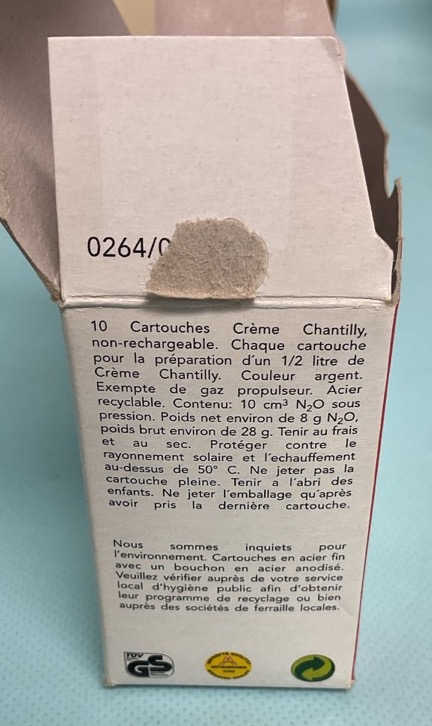 0264/0
10 Cartouches Crème Chantilly,
non-rechargeable. Chaque cartouche
pour la préparation d'un 1/2 litre de
Crème Chantilly. Couleur argent.
Exempte de gaz propulseur. Acier
recyclable. Contenu: 10 cm³ N₂O sous
pression. Poids net environ de 8 g N₂O,
poids brut environ de 28 g. Tenir au frais
et au sec. Protéger contre le
rayonnement solaire et l'echauffement
au-dessus de 50° C. Ne jeter pas la
cartouche pleine. Tenir a l'abri des
enfants. Ne jeter l'emballage qu'après
avoir pris la dernière cartouche.
Nous sommes inquiets pour
l'environnement. Cartouches en acier fin
avec un bouchon en acier anodisé.
Veuillez vérifier auprès de votre service
local d'hygiène public afin d'obtenir
leur programme de recyclage ou bien
auprès des sociétés de ferraille locales.
TÜV
GS